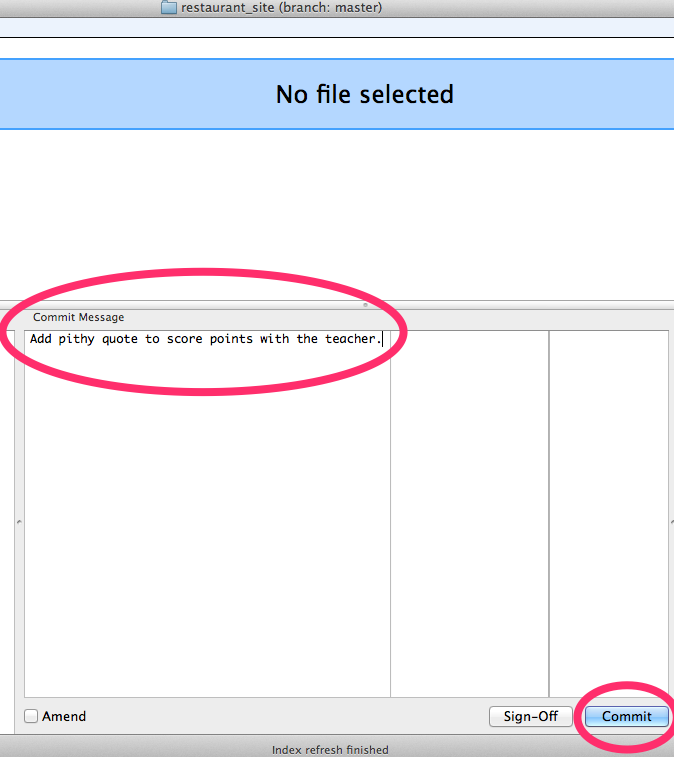 restaurant_site (branch: master)
No file selected
Commit Message
Add pithy quote to score points with the teacher.
Amend
Sign-Off
Commit
Index refresh finished